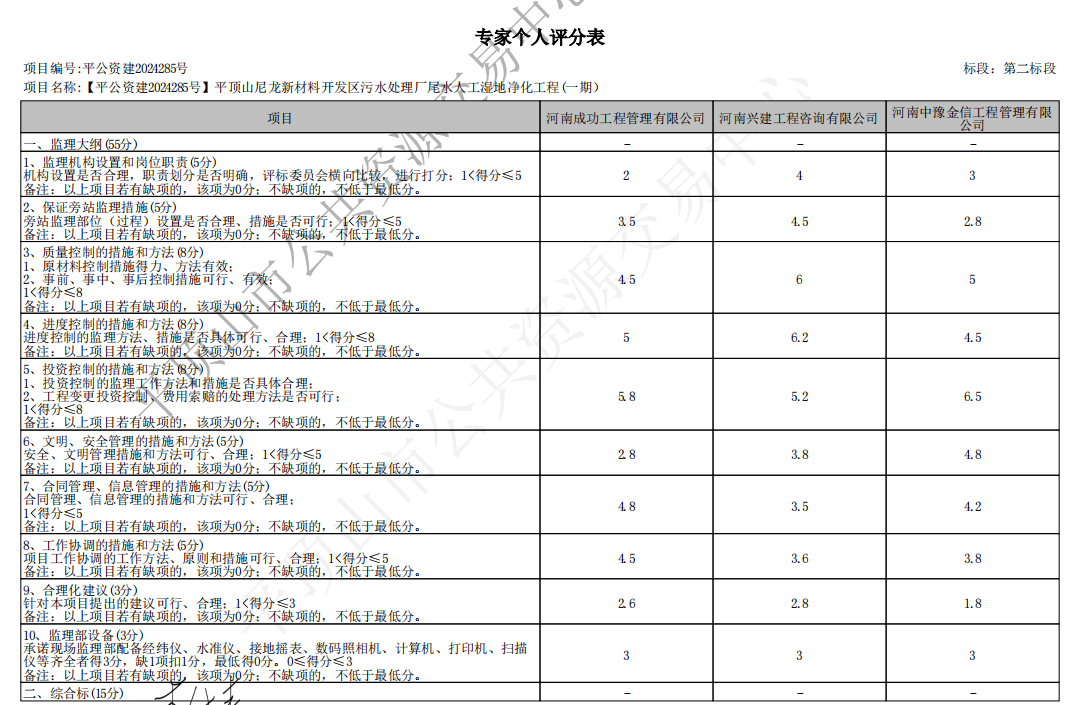 专家个人评分表
项目编号:平公资建2024285号 标段: 第二标段
项目名称:【平公资建2024285号】平顶山尼龙新材料开发区污水处理厂尾水人工湿地净化工程(一期)
项目 河南成功工程管理有限公司 河南兴建工程咨询有限公司 河南中豫金信工程管理有限公司
一、监理大纲(55分) － － －
1、监理机构设置和岗位职责(5分)
机构设置是否合理，职责划分是否明确，评标委员会横向比较，进行打分；1<得分≤5 2 4 3
备注：以上项目若有缺项的，该项为0分；不缺项的，不低于最低分。
2、保证旁站监理措施(5分)
旁站监理部位（过程）设置是否合理、措施是否可行；1<得分≤5 3.5 4.5 2.8
备注：以上项目若有缺项的，该项为0分；不缺项的，不低于最低分。
3、质量控制的措施和方法(8分)
1、原材料控制措施得力、方法有效；
2、事前、事中、事后控制措施可行、有效； 4.5 6 5
1<得分≤8
备注：以上项目若有缺项的，该项为0分；不缺项的，不低于最低分。
4、进度控制的措施和方法(8分)
进度控制的监理方法、措施是否具体可行、合理；1<得分≤8 5 6.2 4.5
备注：以上项目若有缺项的，该项为0分；不缺项的，不低于最低分。
5、投资控制的措施和方法(8分)
1、投资控制的监理工作方法和措施是否具体合理；
2、工程变更投资控制、费用索赔的处理方法是否可行； 5.8 5.2 6.5
1<得分≤8
备注：以上项目若有缺项的，该项为0分；不缺项的，不低于最低分。
6、文明、安全管理的措施和方法(5分)
安全、文明管理措施和方法可行、合理；1<得分≤5 2.8 3.8 4.8
备注：以上项目若有缺项的，该项为0分；不缺项的，不低于最低分。
7、合同管理、信息管理的措施和方法(5分)
合同管理、信息管理的措施和方法可行、合理； 4.8 3.5 4.2
1<得分≤5
备注：以上项目若有缺项的，该项为0分；不缺项的，不低于最低分。
8、工作协调的措施和方法(5分)
项目工作协调的工作方法、原则和措施可行、合理；1<得分≤5 4.5 3.6 3.8
备注：以上项目若有缺项的，该项为0分；不缺项的，不低于最低分。
9、合理化建议(3分)
针对本项目提出的建议可行、合理；1<得分≤3 2.6 2.8 1.8
备注：以上项目若有缺项的，该项为0分；不缺项的，不低于最低分。
10、监理部设备(3分)
承诺现场监理部配备经纬仪、水准仪、接地摇表、数码照相机、计算机、打印机、扫描
仪等齐全者得3分，缺1项扣1分，最低得0分。0≤得分≤3 3 3 3
备注：以上项目若有缺项的，该项为0分；不缺项的，不低于最低分。
二、综合标(15分) － － －
平顶山市公共资源交易中心
平顶山市公共资源交易中心